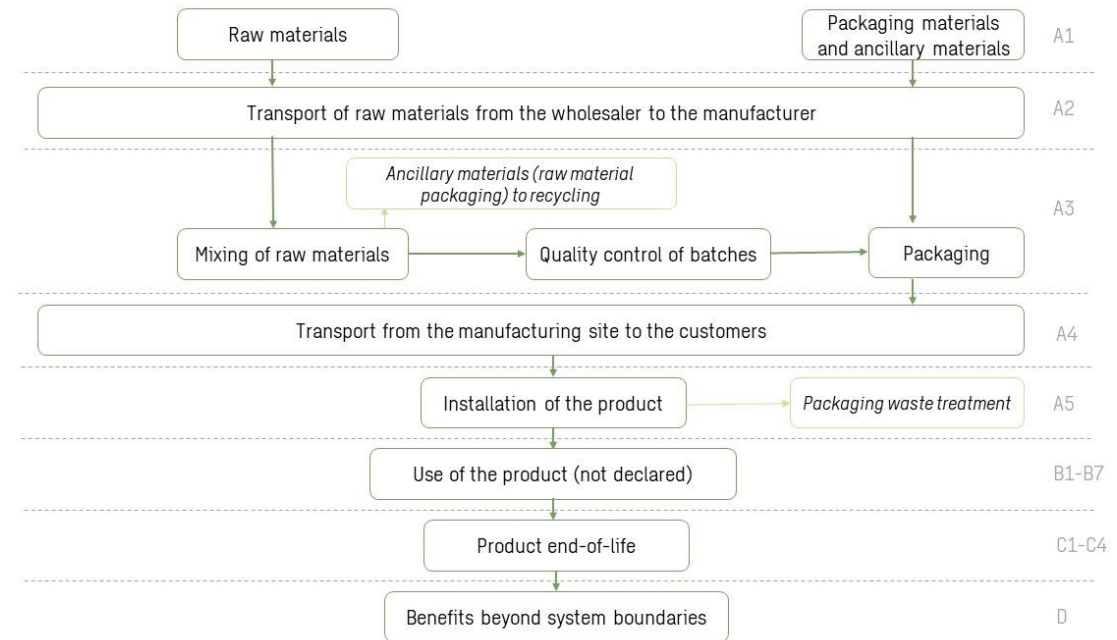 Raw materials
Packaging materials
and ancillary materials
A1
Transport of raw materials from the wholesaler to the manufacturer
A2
Ancillary materials (raw material
packaging) to recycling
A3
Mixing of raw materials
Quality control of batches
Packaging
Transport from the manufacturing site to the customers
A4
Installation of the product
Packaging waste treatment
A5
Use of the product (not declared)
B1-B7
Product end-of-life
C1-C4
Benefits beyond system boundaries
D